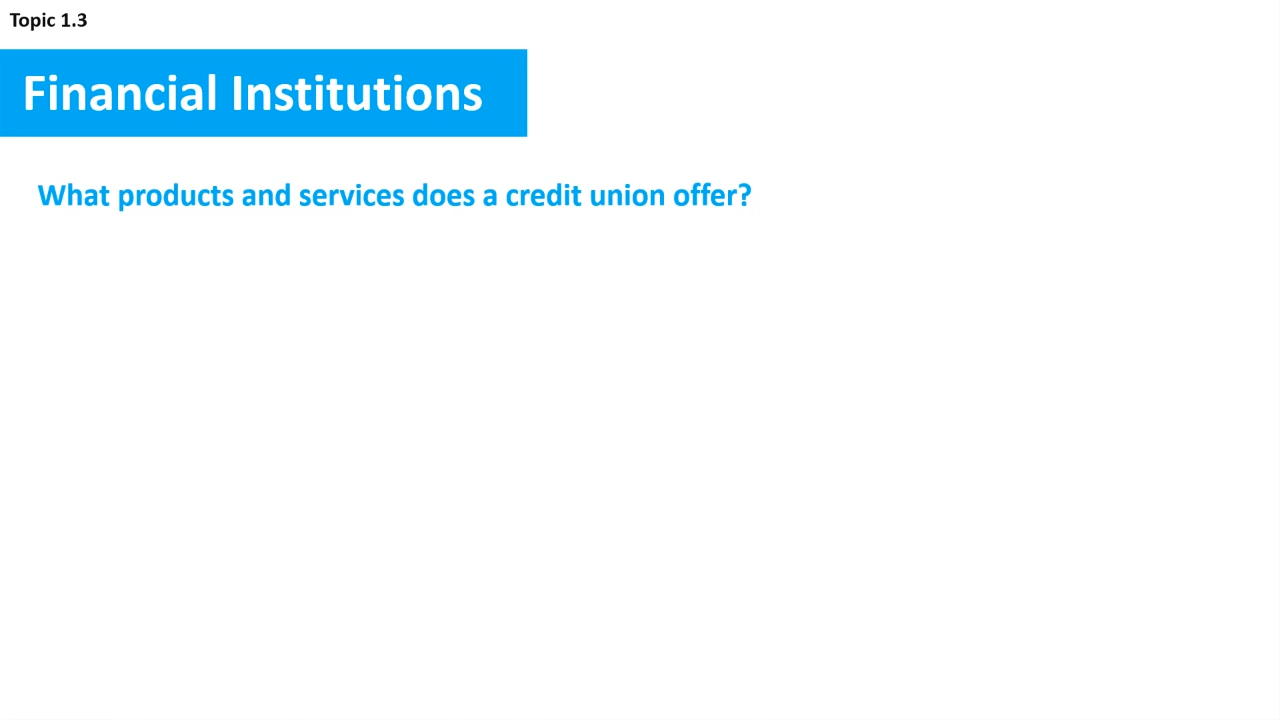 Topic 1.3
Financial Institutions
What products and services does a credit union offer?